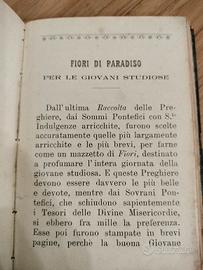 FIORI DI PARADISO
PER LE GIOVANI STUDIOSE
Dall'ultima Raccolta delle Pre-
ghiere, dai Sommi Pontefici con S.te
Indulgenze arricchite, furono scelte
accuratamente quelle più largamente
arricchite e le più brevi, per for-
marne un mazzetto di Fiori, destinato a
profumare l'intera giornata della
giovane studiosa. E queste Preghiere
devono essere davvero le più belle
e devote, mentre dai Sovrani Pon-
tefici, che schiudono sapientemente
i Tesori delle Divine Misericordie, si
ebbero fra mille la preferenza.
Esse poi furono stampate in brevi
pagine, perchè la buona Giovane